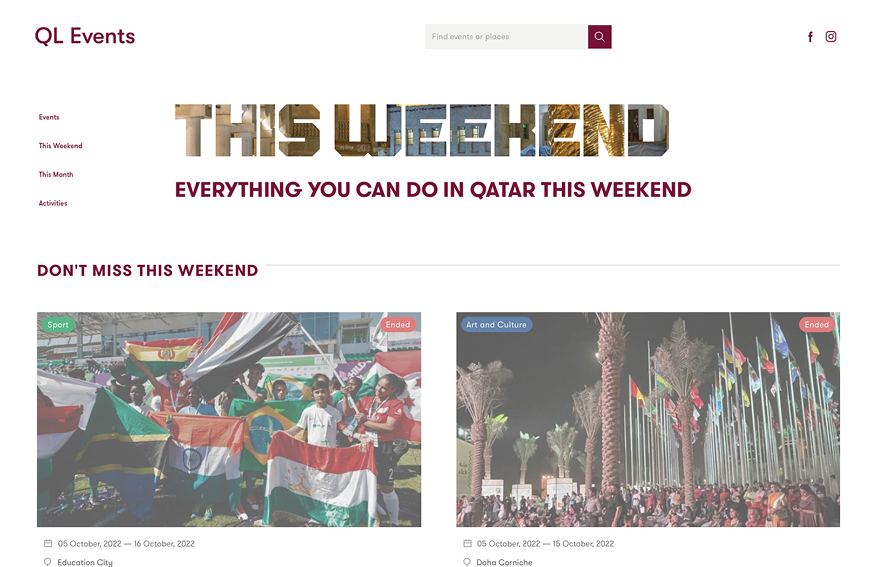 QL Events
Find events or places
Events
This Weekend
This Month
Activities
THIS WEEKEND
EVERYTHING YOU CAN DO IN QATAR THIS WEEKEND
DON'T MISS THIS WEEKEND
Sport
Ended
Art and Culture
Ended
05 October, 2022 — 16 October, 2022
Education City
05 October, 2022 — 15 October, 2022
Doha Corniche